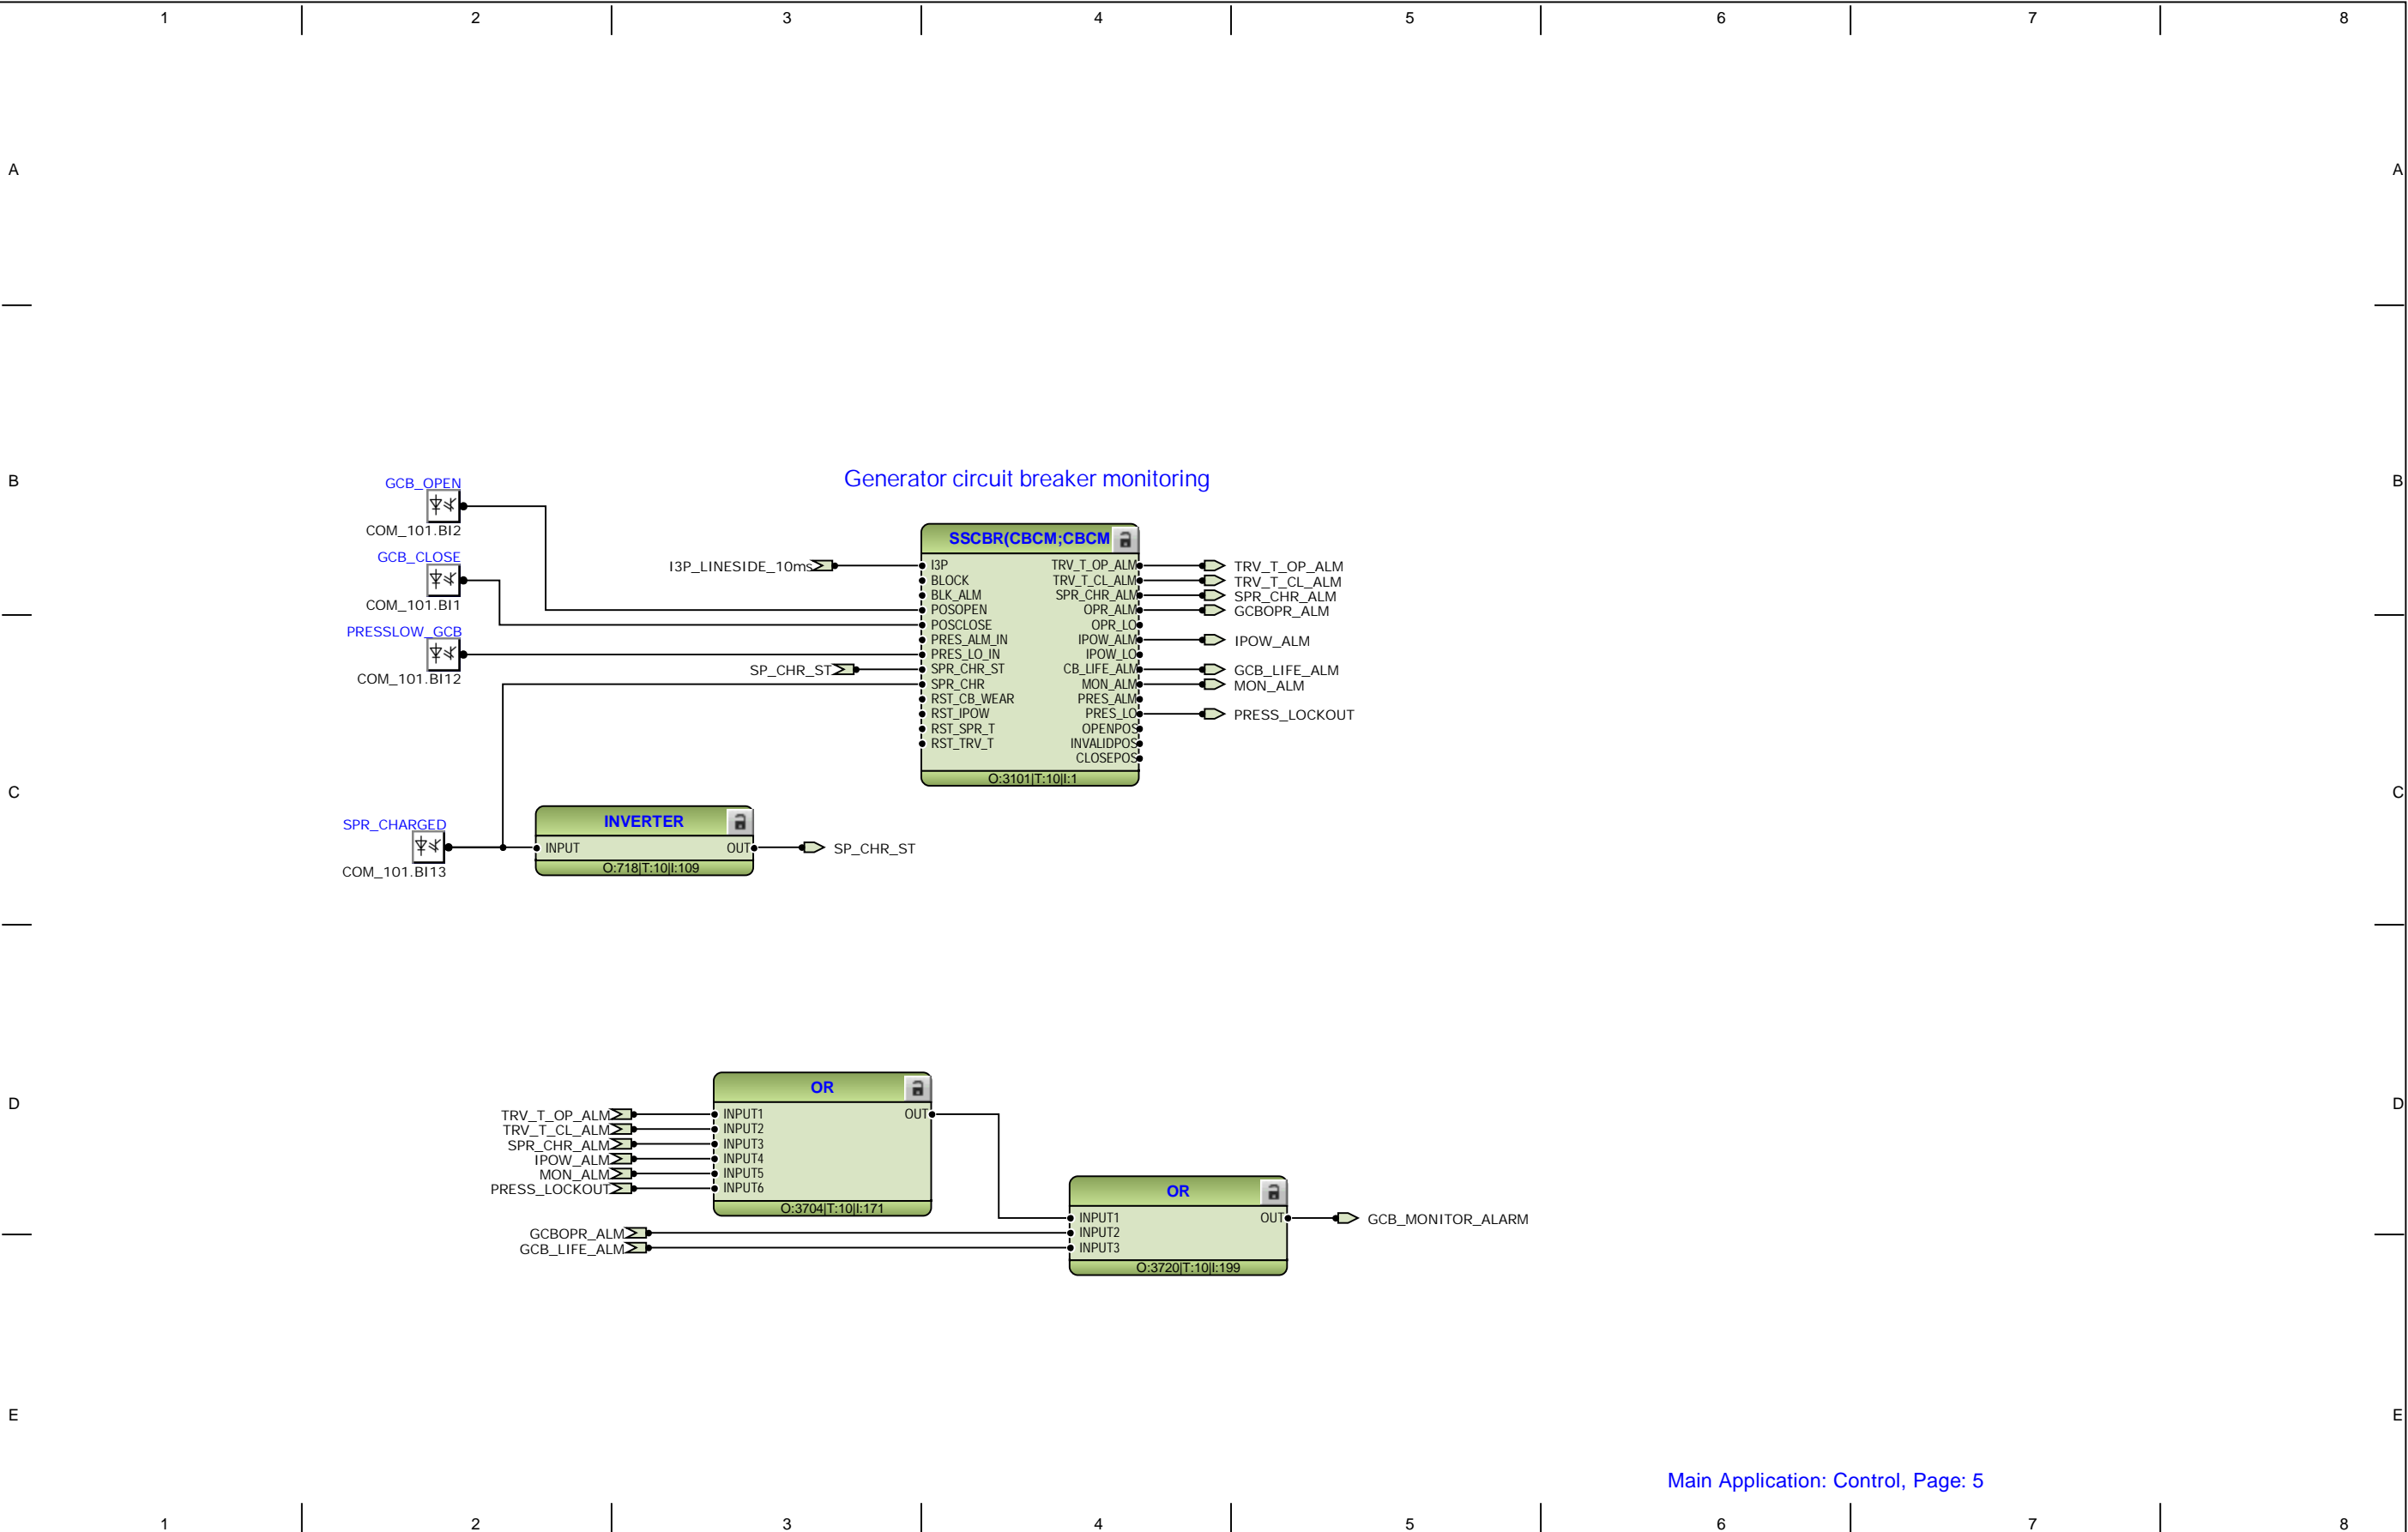 1 2 3 4 5 6 7 8
A A
B B
Generator circuit breaker monitoring
GCB_OPEN
COM_101.BI2
GCB_CLOSE
COM_101.BI1
PRESSLOW_GCB
COM_101.BI12
I3P_LINESIDE_10ms
SP_CHR_ST
SSCBR(CBCM;CBCM
I3P TRV_T_OP_ALM
BLOCK TRV_T_CL_ALM
BLK_ALM SPR_CHR_ALM
POSOPEN OPR_ALM
POSCLOSE OPR_LO
PRES_ALM_IN IPOW_ALM
PRES_LO_IN IPOW_LO
SPR_CHR_ST CB_LIFE_ALM
SPR_CHR MON_ALM
RST_CB_WEAR PRES_ALM
RST_IPOW PRES_LO
RST_SPR_T OPENPOS
RST_TRV_T INVALIDPOS
CLOSEPOS
O:3101|T:10|I:1
TRV_T_OP_ALM
TRV_T_CL_ALM
SPR_CHR_ALM
GCBOPR_ALM
IPOW_ALM
GCB_LIFE_ALM
MON_ALM
PRESS_LOCKOUT
C C
SPR_CHARGED
COM_101.BI13
INVERTER
INPUT OUT
O:718|T:10|I:109
SP_CHR_ST
D D
TRV_T_OP_ALM
TRV_T_CL_ALM
SPR_CHR_ALM
IPOW_ALM
MON_ALM
PRESS_LOCKOUT
OR
INPUT1 OUT
INPUT2
INPUT3
INPUT4
INPUT5
INPUT6
O:3704|T:10|I:171
GCBOPR_ALM
GCB_LIFE_ALM
OR
INPUT1 OUT
INPUT2
INPUT3
O:3720|T:10|I:199
GCB_MONITOR_ALARM
E E
Main Application: Control, Page: 5
1 2 3 4 5 6 7 8